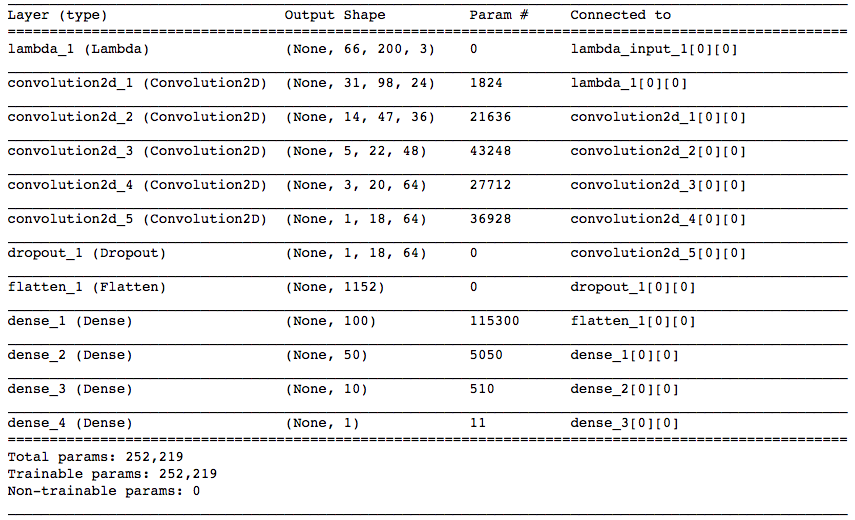 Layer (type) Output Shape Param # Connected to
lambda_1 (Lambda) (None, 66, 200, 3) 0 lambda_input_1[0][0]
convolution2d_1 (Convolution2D) (None, 31, 98, 24) 1824 lambda_1[0][0]
convolution2d_2 (Convolution2D) (None, 14, 47, 36) 21636 convolution2d_1[0][0]
convolution2d_3 (Convolution2D) (None, 5, 22, 48) 43248 convolution2d_2[0][0]
convolution2d_4 (Convolution2D) (None, 3, 20, 64) 27712 convolution2d_3[0][0]
convolution2d_5 (Convolution2D) (None, 1, 18, 64) 36928 convolution2d_4[0][0]
dropout_1 (Dropout) (None, 1, 18, 64) 0 convolution2d_5[0][0]
flatten_1 (Flatten) (None, 1152) 0 dropout_1[0][0]
dense_1 (Dense) (None, 100) 115300 flatten_1[0][0]
dense_2 (Dense) (None, 50) 5050 dense_1[0][0]
dense_3 (Dense) (None, 10) 510 dense_2[0][0]
dense_4 (Dense) (None, 1) 11 dense_3[0][0]
Total params: 252,219
Trainable params: 252,219
Non-trainable params: 0